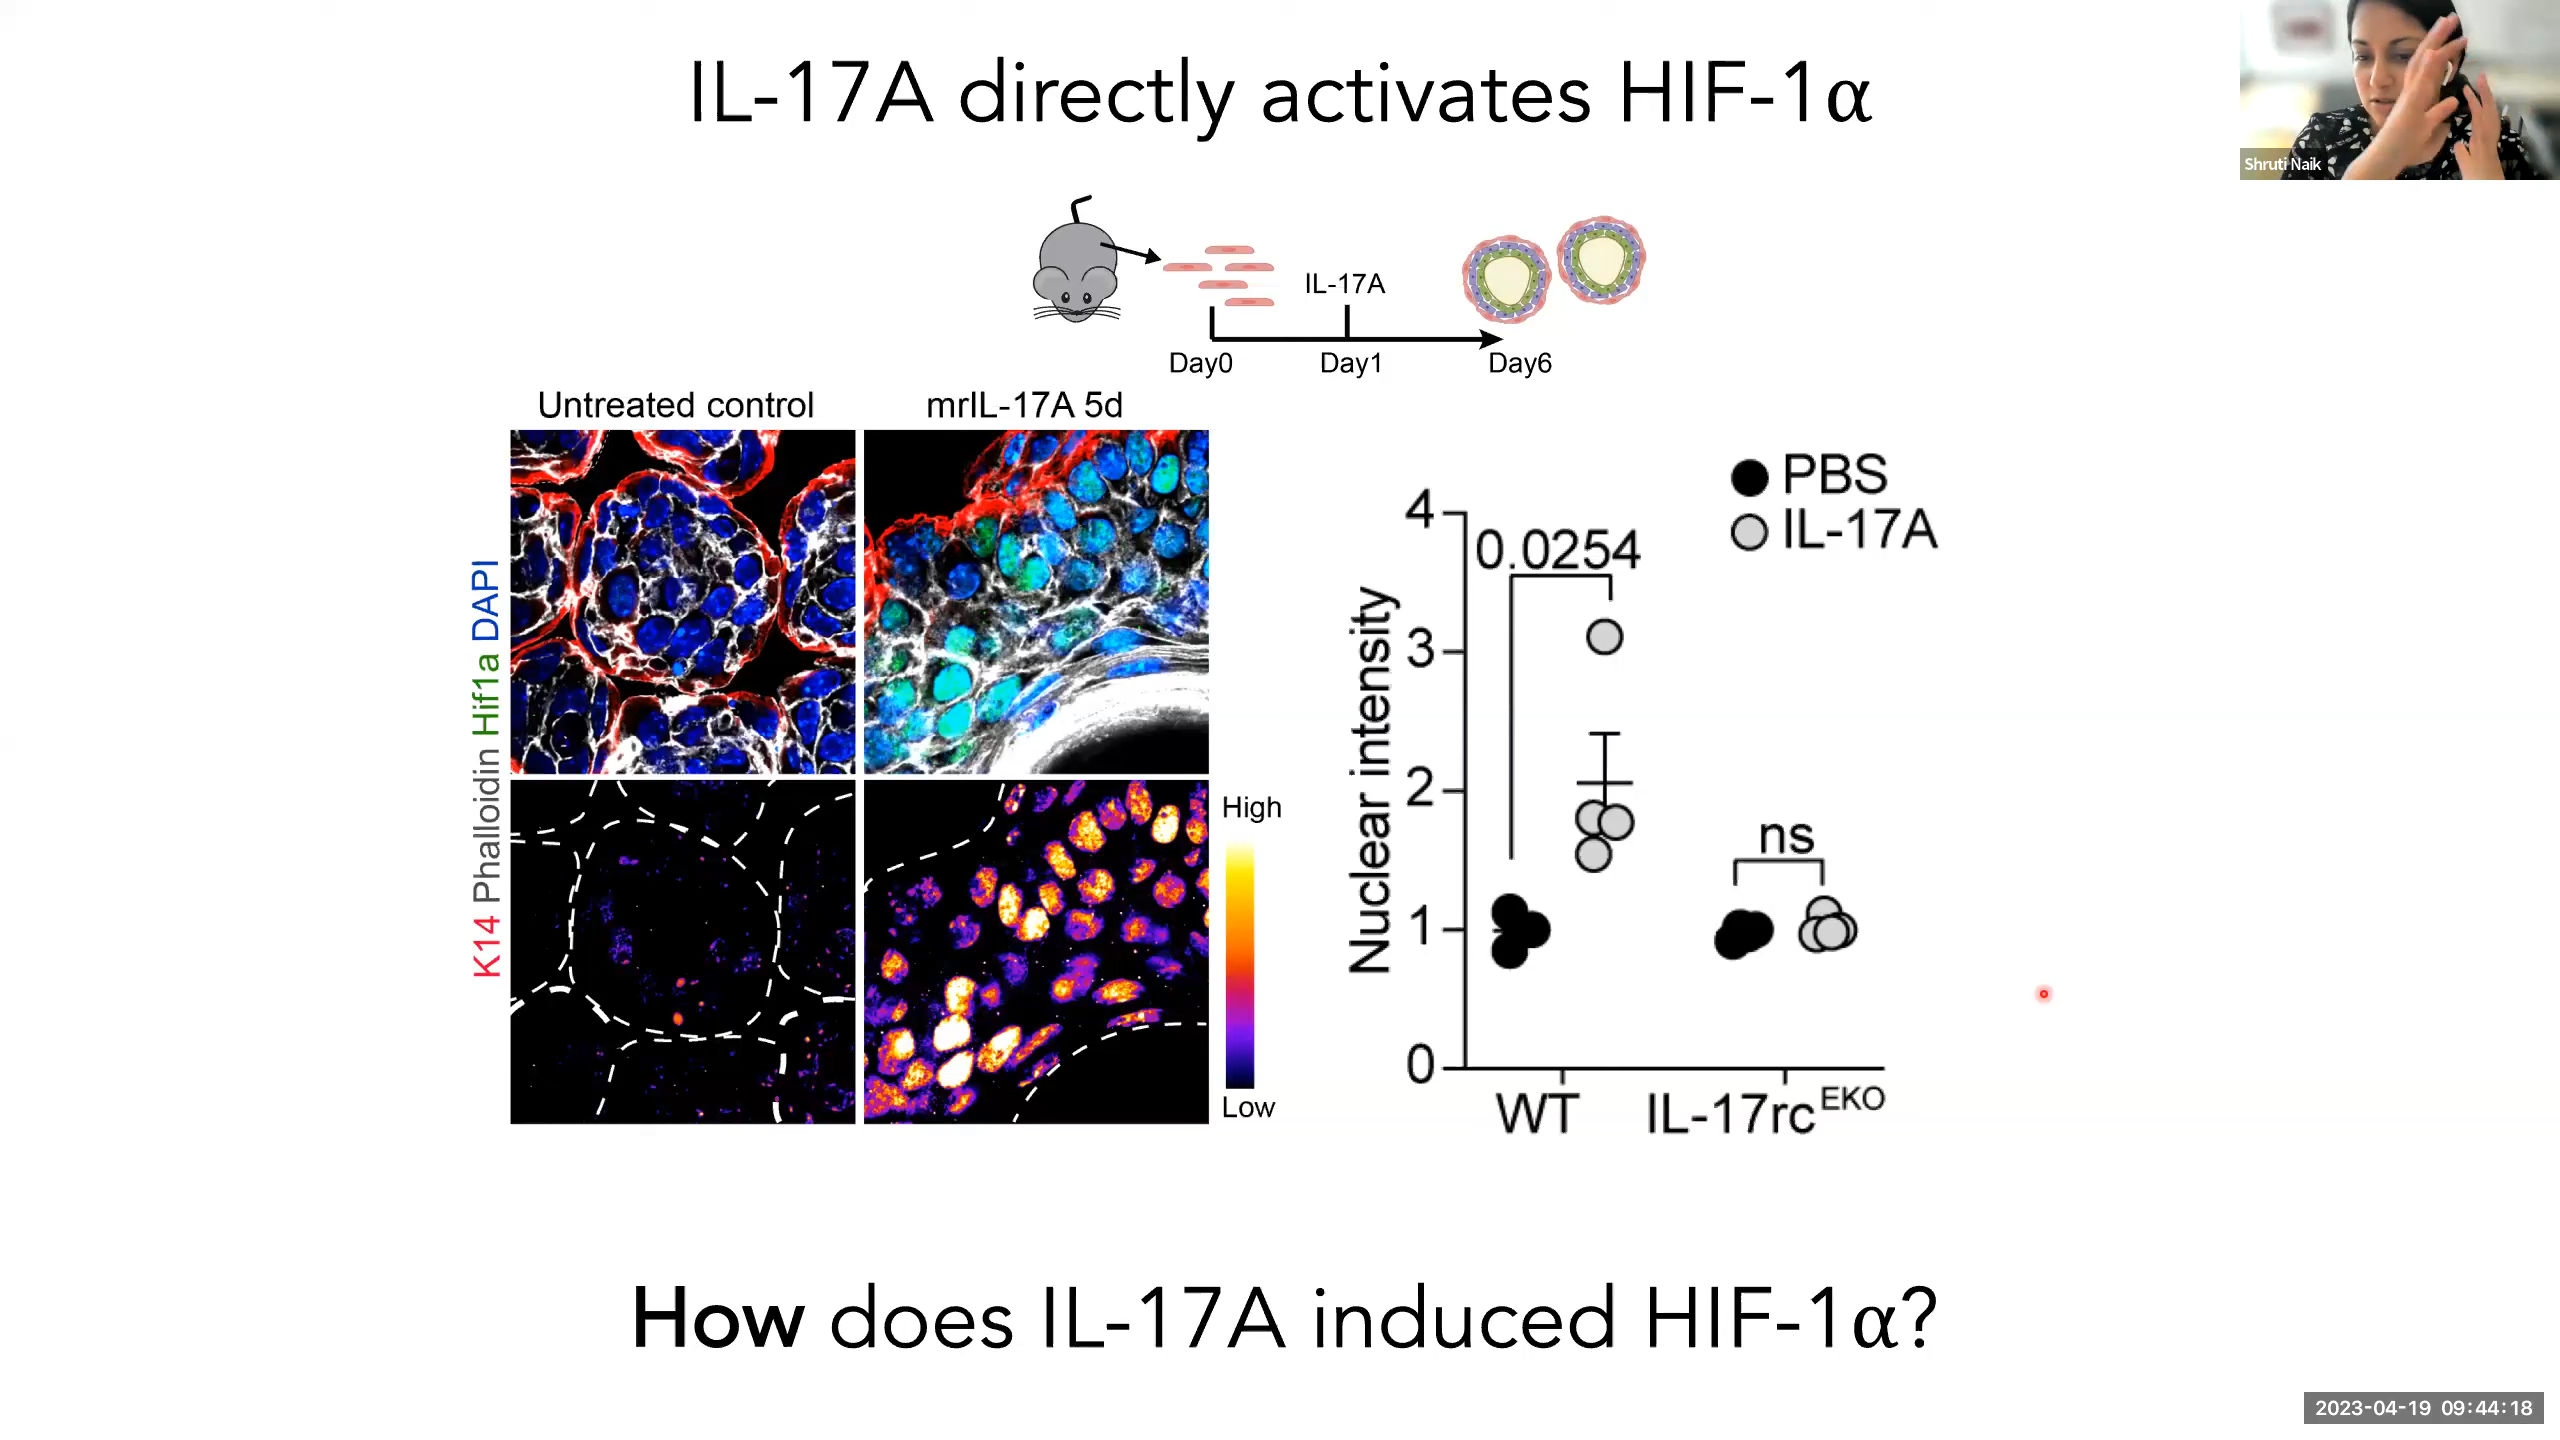 IL-17A directly activates HIF-1α
Shruti Naik
IL-17A
Day0 Day1 Day6
Untreated control mrIL-17A 5d
K14 Phalloidin Hif1a DAPI
High
Low
PBS
IL-17A
Nuclear intensity
4
3
2
1
0
0.0254
ns
WT IL-17rcEKO
How does IL-17A induced HIF-1α?
2023-04-19 09:44:18